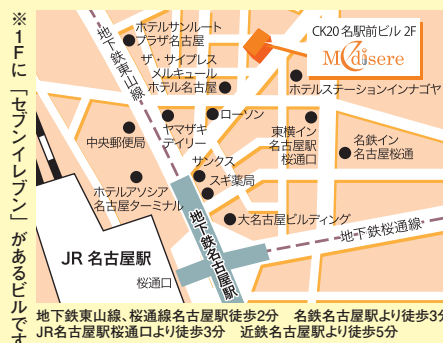 ※1Fに「セブンイレブン」があるビルです
地下鉄東山線
ホテルサンルート
プラザ名古屋
CK20名駅前ビル 2F
Medisere
ザ・サイプレス
メルキュール
ホテル名古屋
ホテルステーションインナゴヤ
ローソン
ヤマザキ
デイリー
中央郵便局
東横イン
名古屋駅
桜通口
名鉄イン
名古屋桜通
サンクス
スギ薬局
ホテルアソシア
名古屋ターミナル
大名古屋ビルディング
地下鉄名古屋駅
地下鉄桜通線
JR 名古屋駅
桜通口
地下鉄東山線、桜通線名古屋駅徒歩2分 名鉄名古屋駅より徒歩3分
JR名古屋駅桜通口より徒歩3分 近鉄名古屋駅より徒歩5分